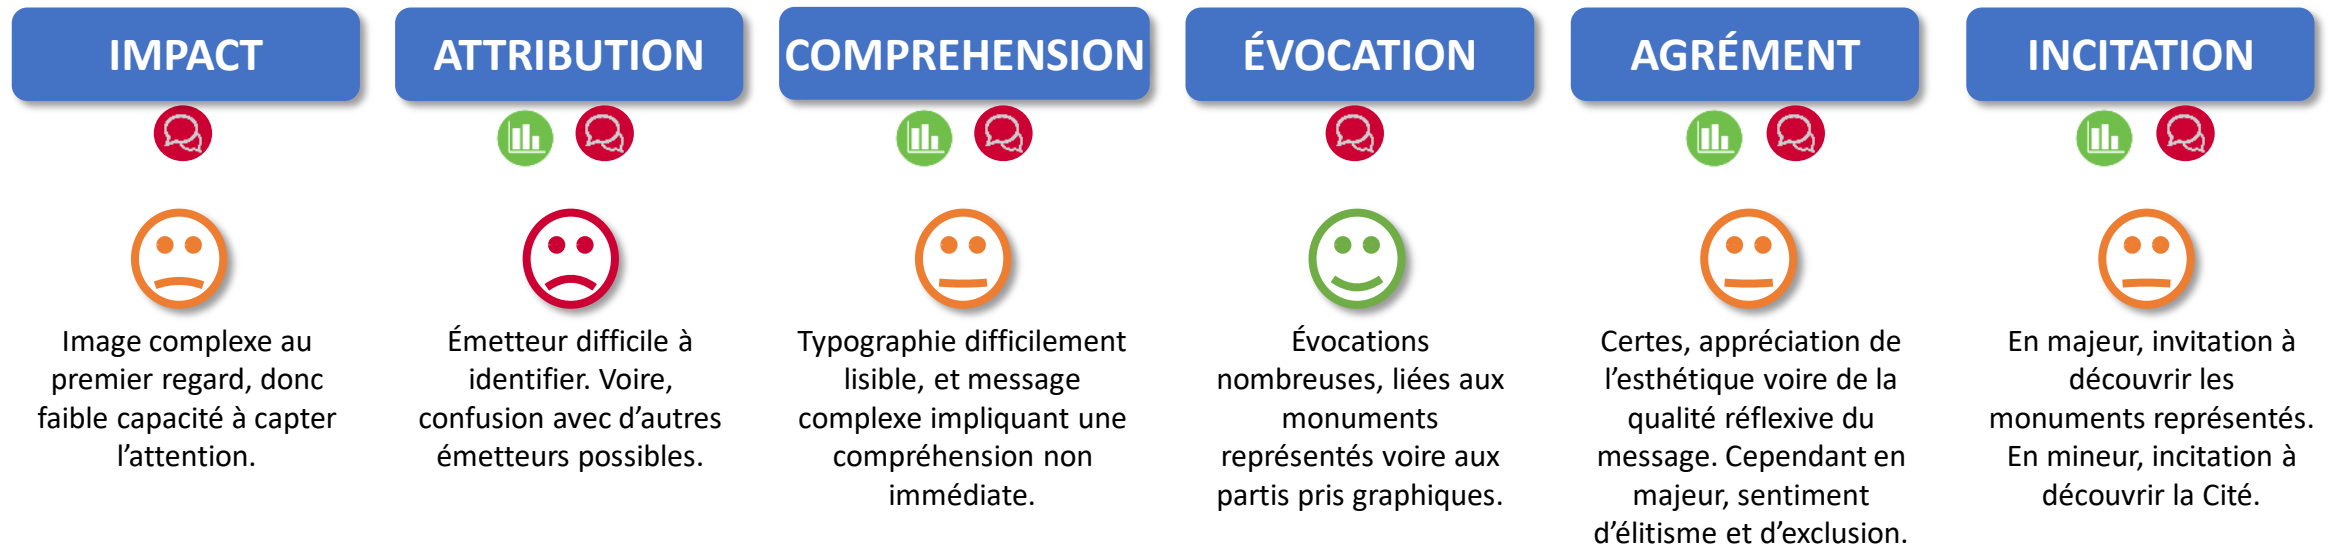 IMPACT
Image complexe au
premier regard, donc
faible capacité à capter
l’attention.
ATTRIBUTION
Émetteur difficile à
identifier. Voire,
confusion avec d’autres
émetteurs possibles.
COMPREHENSION
Typographie difficilement
lisible, et message
complexe impliquant une
compréhension non
immédiate.
ÉVOCATION
Évocations
nombreuses, liées aux
monuments
représentés voire aux
partis pris graphiques.
AGRÉMENT
Certes, appréciation de
l’esthétique voire de la
qualité réflexive du
message. Cependant en
majeur, sentiment
d’élitisme et d’exclusion.
INCITATION
En majeur, invitation à
découvrir les
monuments représentés.
En mineur, incitation à
découvrir la Cité.